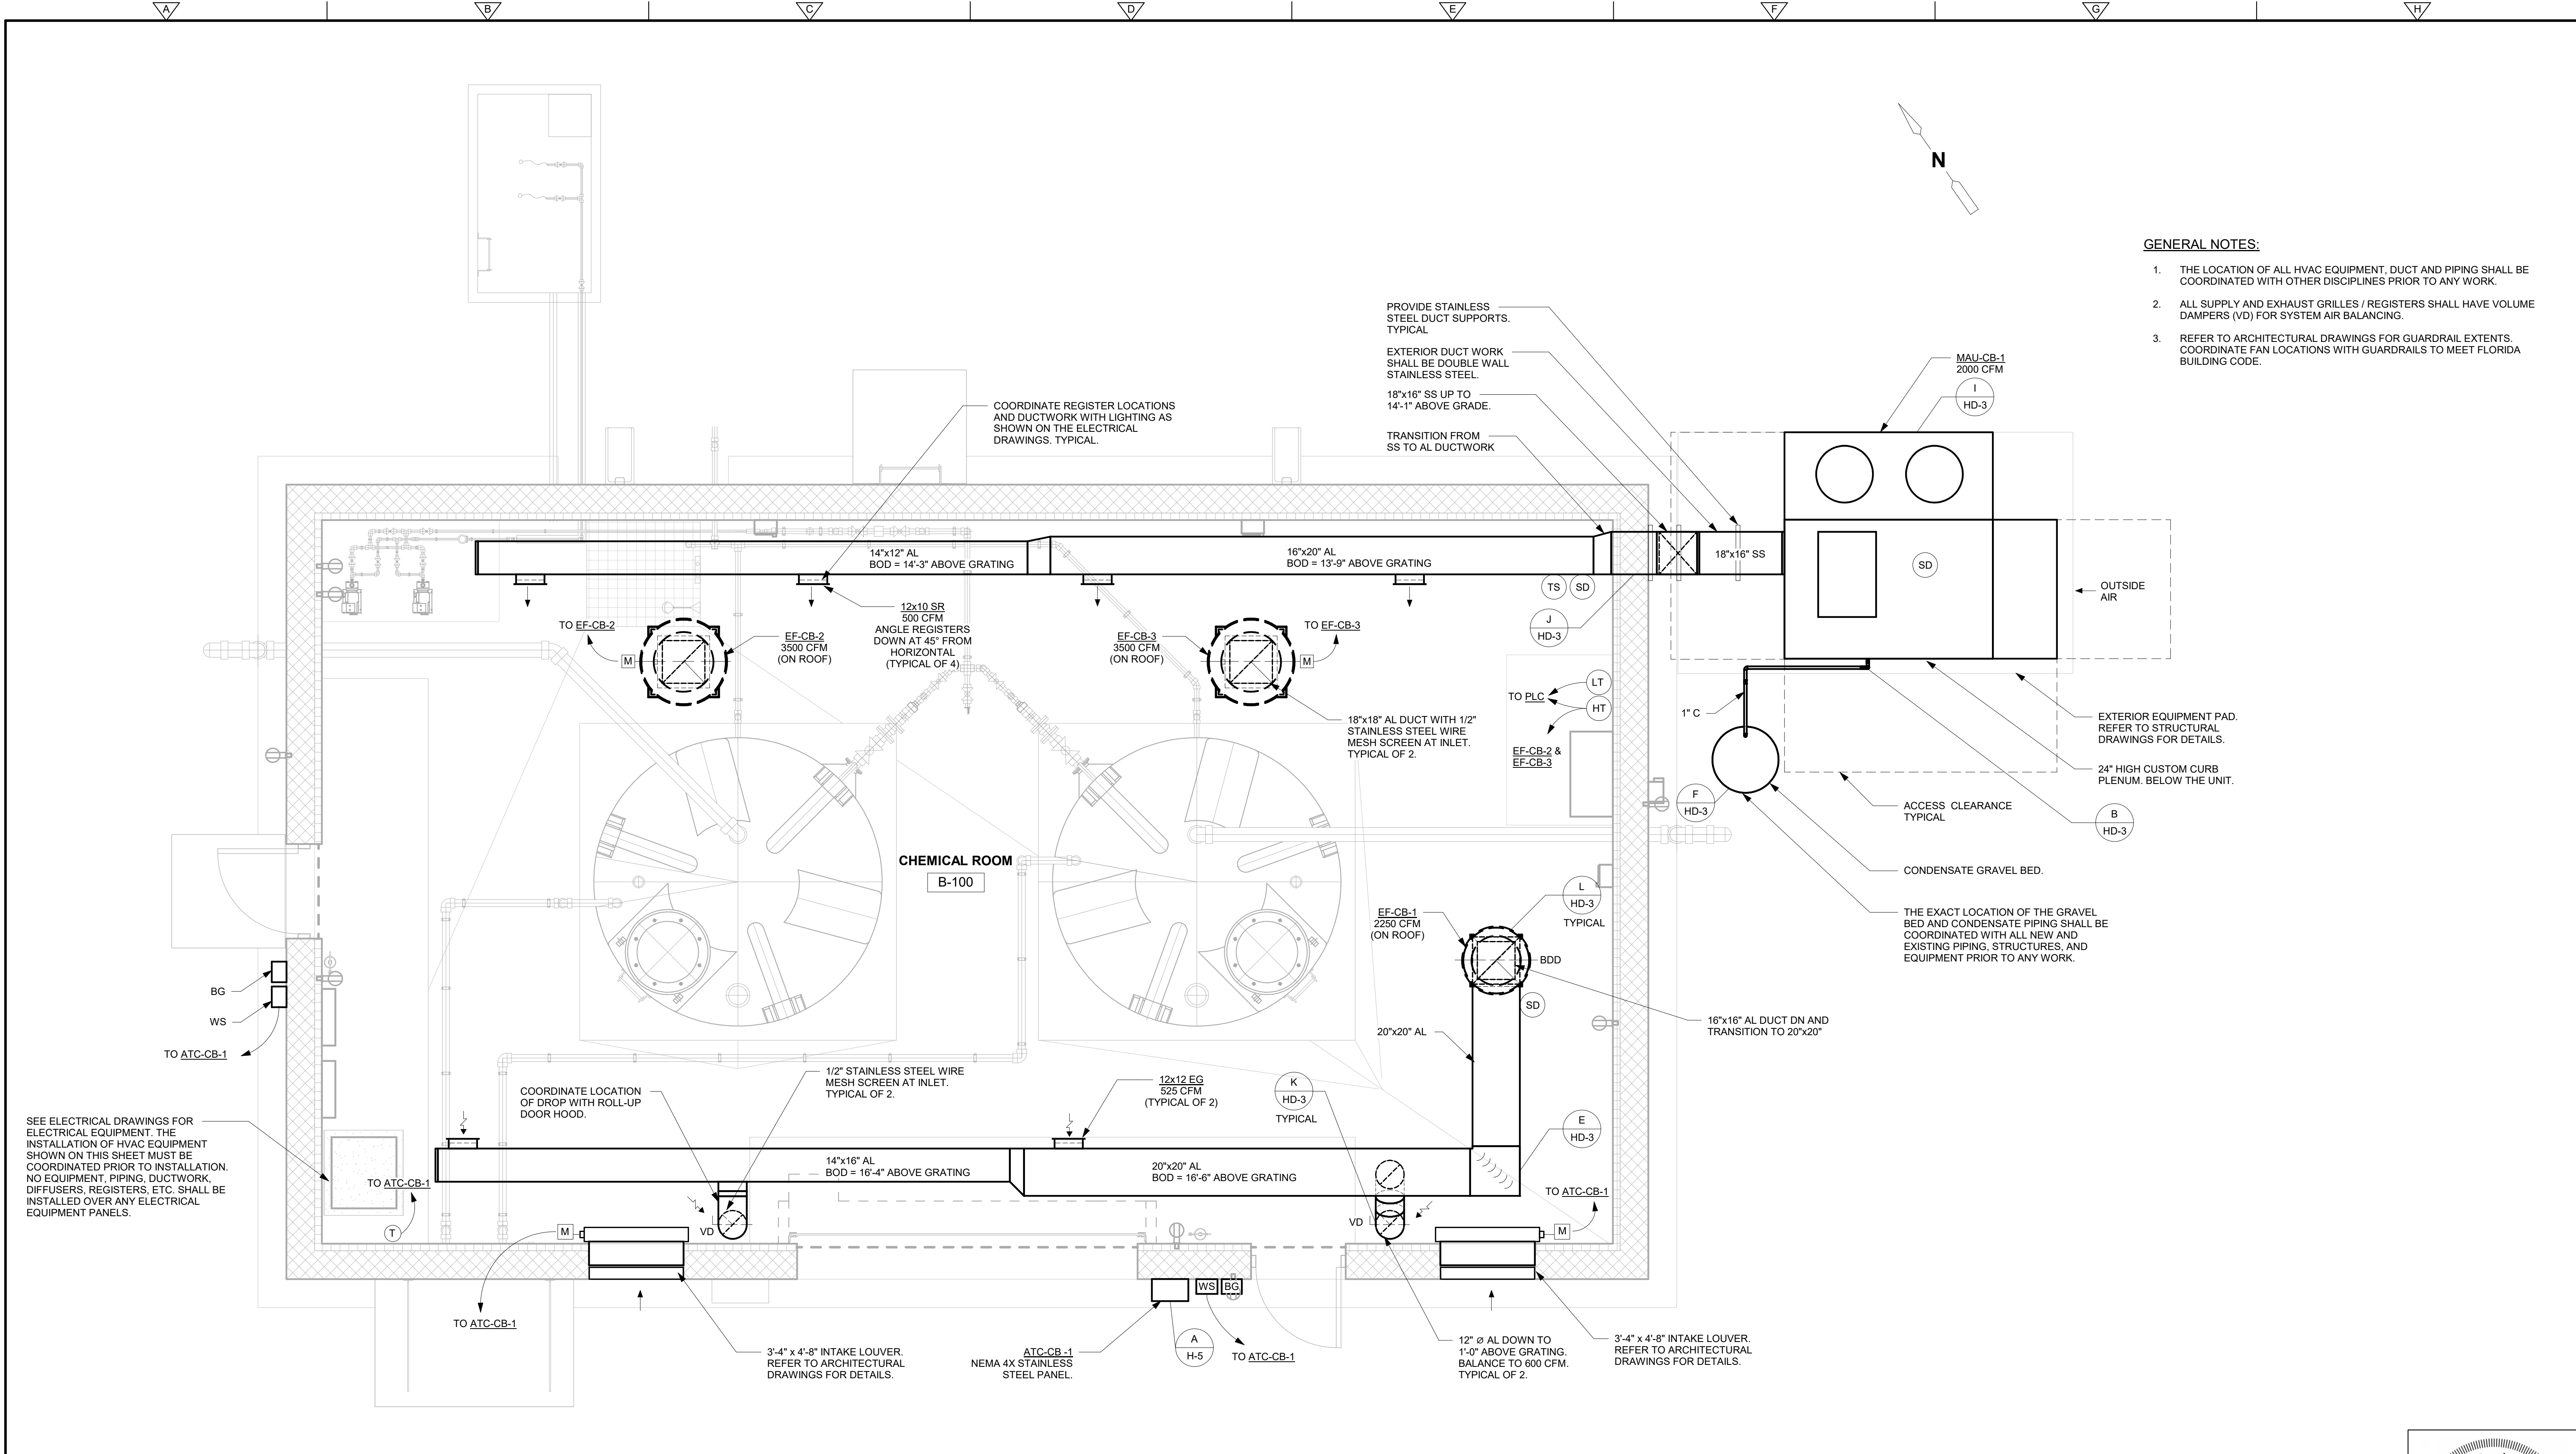 A
B
C
D
E
F
G
H
N
GENERAL NOTES:
1. THE LOCATION OF ALL HVAC EQUIPMENT, DUCT AND PIPING SHALL BE
COORDINATED WITH OTHER DISCIPLINES PRIOR TO ANY WORK.
2. ALL SUPPLY AND EXHAUST GRILLES / REGISTERS SHALL HAVE VOLUME
DAMPERS (VD) FOR SYSTEM AIR BALANCING.
3. REFER TO ARCHITECTURAL DRAWINGS FOR GUARDRAIL EXTENTS.
COORDINATE FAN LOCATIONS WITH GUARDRAILS TO MEET FLORIDA
BUILDING CODE.
PROVIDE STAINLESS
STEEL DUCT SUPPORTS.
TYPICAL
EXTERIOR DUCT WORK
SHALL BE DOUBLE WALL
STAINLESS STEEL.
18"x16" SS UP TO
14'-1" ABOVE GRADE.
TRANSITION FROM
SS TO AL DUCTWORK
MAU-CB-1
2000 CFM
I
HD-3
COORDINATE REGISTER LOCATIONS
AND DUCTWORK WITH LIGHTING AS
SHOWN ON THE ELECTRICAL
DRAWINGS. TYPICAL.
14"x12" AL
BOD = 14'-3" ABOVE GRATING
16"x20" AL
BOD = 13'-9" ABOVE GRATING
18"x16" SS
SD
TS
SD
OUTSIDE
AIR
J
HD-3
12x10 SR
500 CFM
ANGLE REGISTERS
DOWN AT 45° FROM
HORIZONTAL
(TYPICAL OF 4)
TO EF-CB-2
M
EF-CB-2
3500 CFM
(ON ROOF)
EF-CB-3
3500 CFM
(ON ROOF)
TO EF-CB-3
M
LT
TO PLC
HT
EF-CB-2 &
EF-CB-3
18"x18" AL DUCT WITH 1/2"
STAINLESS STEEL WIRE
MESH SCREEN AT INLET.
TYPICAL OF 2.
1" C
EXTERIOR EQUIPMENT PAD.
REFER TO STRUCTURAL
DRAWINGS FOR DETAILS.
24" HIGH CUSTOM CURB
PLENUM. BELOW THE UNIT.
F
HD-3
ACCESS CLEARANCE
TYPICAL
B
HD-3
CHEMICAL ROOM
B-100
CONDENSATE GRAVEL BED.
L
HD-3
TYPICAL
EF-CB-1
2250 CFM
(ON ROOF)
BDD
SD
THE EXACT LOCATION OF THE GRAVEL
BED AND CONDENSATE PIPING SHALL BE
COORDINATED WITH ALL NEW AND
EXISTING PIPING, STRUCTURES, AND
EQUIPMENT PRIOR TO ANY WORK.
BG
WS
TO ATC-CB-1
20"x20" AL
16"x16" AL DUCT DN AND
TRANSITION TO 20"x20"
COORDINATE LOCATION
OF DROP WITH ROLL-UP
DOOR HOOD.
1/2" STAINLESS STEEL WIRE
MESH SCREEN AT INLET.
TYPICAL OF 2.
12x12 EG
525 CFM
(TYPICAL OF 2)
K
HD-3
TYPICAL
E
HD-3
SEE ELECTRICAL DRAWINGS FOR
ELECTRICAL EQUIPMENT. THE
INSTALLATION OF HVAC EQUIPMENT
SHOWN ON THIS SHEET MUST BE
COORDINATED PRIOR TO INSTALLATION.
NO EQUIPMENT, PIPING, DUCTWORK,
DIFFUSERS, REGISTERS, ETC. SHALL BE
INSTALLED OVER ANY ELECTRICAL
EQUIPMENT PANELS.
14"x16" AL
BOD = 16'-4" ABOVE GRATING
20"x20" AL
BOD = 16'-6" ABOVE GRATING
TO ATC-CB-1
T
M
VD
VD
TO ATC-CB-1
M
TO ATC-CB-1
WS
BG
3'-4" x 4'-8" INTAKE LOUVER.
REFER TO ARCHITECTURAL
DRAWINGS FOR DETAILS.
ATC-CB -1
NEMA 4X STAINLESS
STEEL PANEL.
A
H-5
TO ATC-CB-1
12" Ø AL DOWN TO
1'-0" ABOVE GRATING.
BALANCE TO 600 CFM.
TYPICAL OF 2.
3'-4" x 4'-8" INTAKE LOUVER.
REFER TO ARCHITECTURAL
DRAWINGS FOR DETAILS.